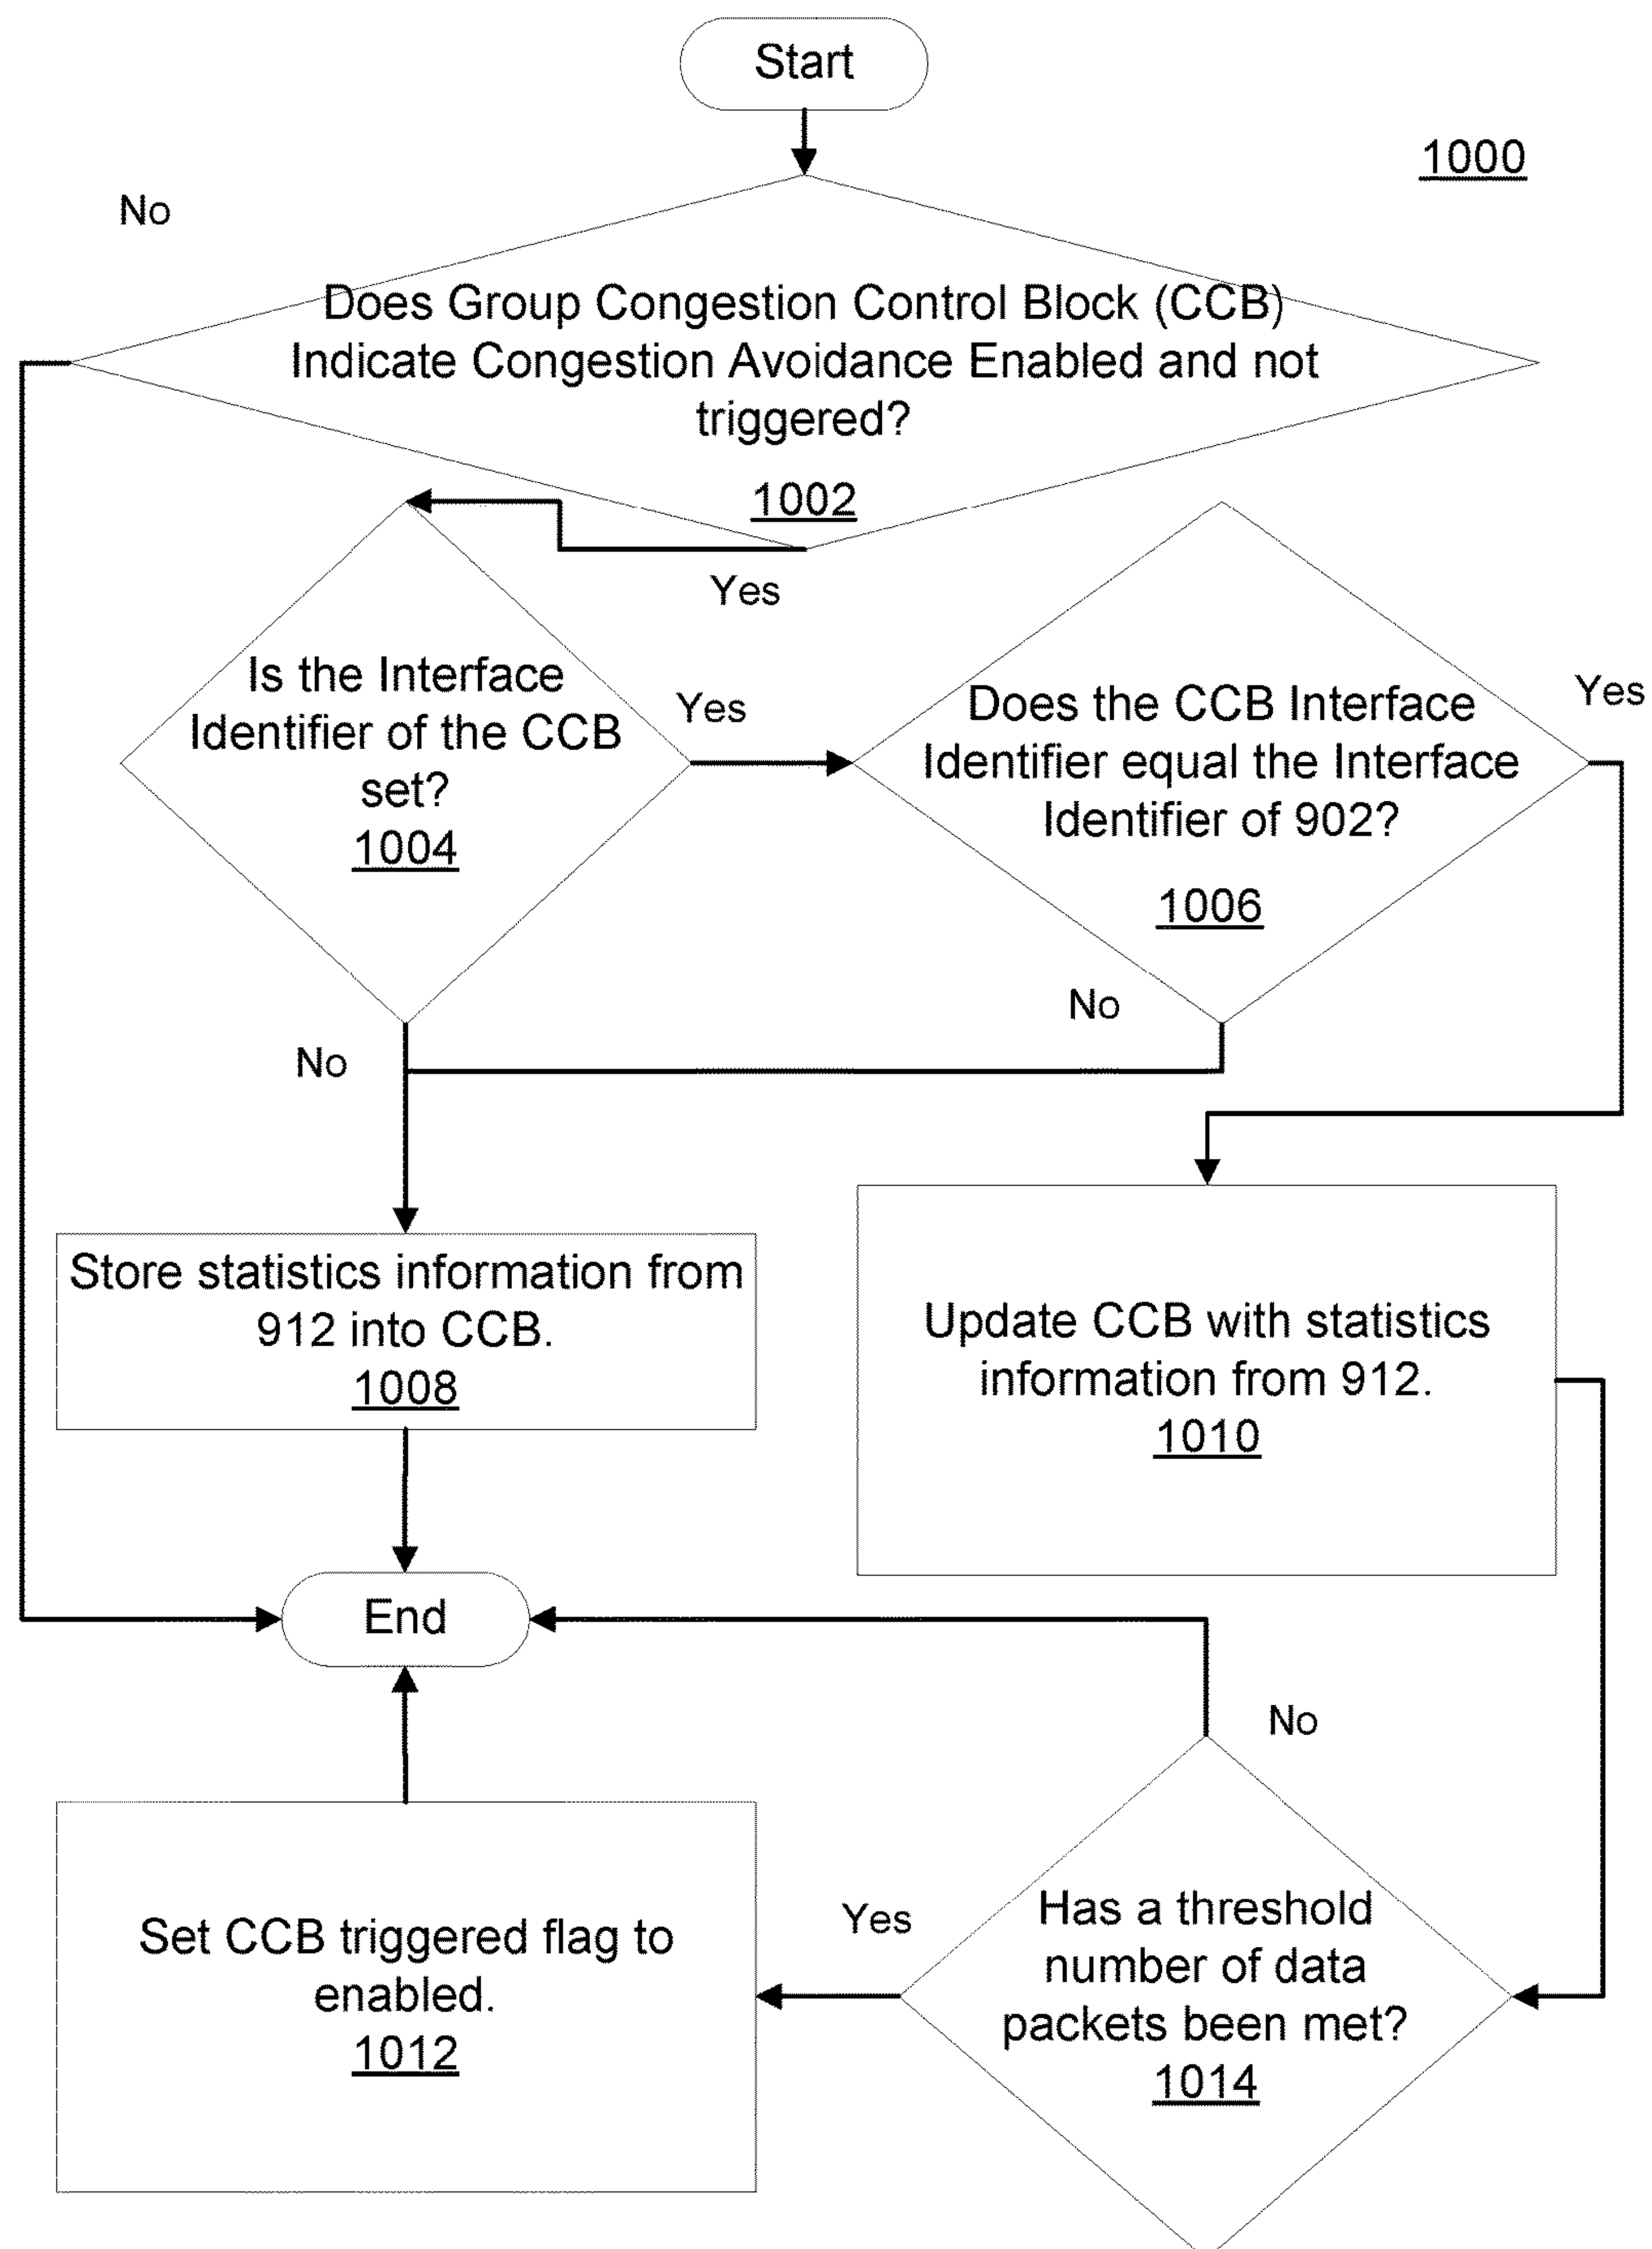 Start
1000
No
Does Group Congestion Control Block (CCB)
Indicate Congestion Avoidance Enabled and not
triggered?
1002
Yes
Is the Interface
Identifier of the CCB
set?
1004
Yes
Does the CCB Interface
Identifier equal the Interface
Identifier of 902?
1006
Yes
No
No
Store statistics information from
912 into CCB.
1008
Update CCB with statistics
information from 912.
1010
End
No
Set CCB triggered flag to
enabled.
1012
Yes
Has a threshold
number of data
packets been met?
1014